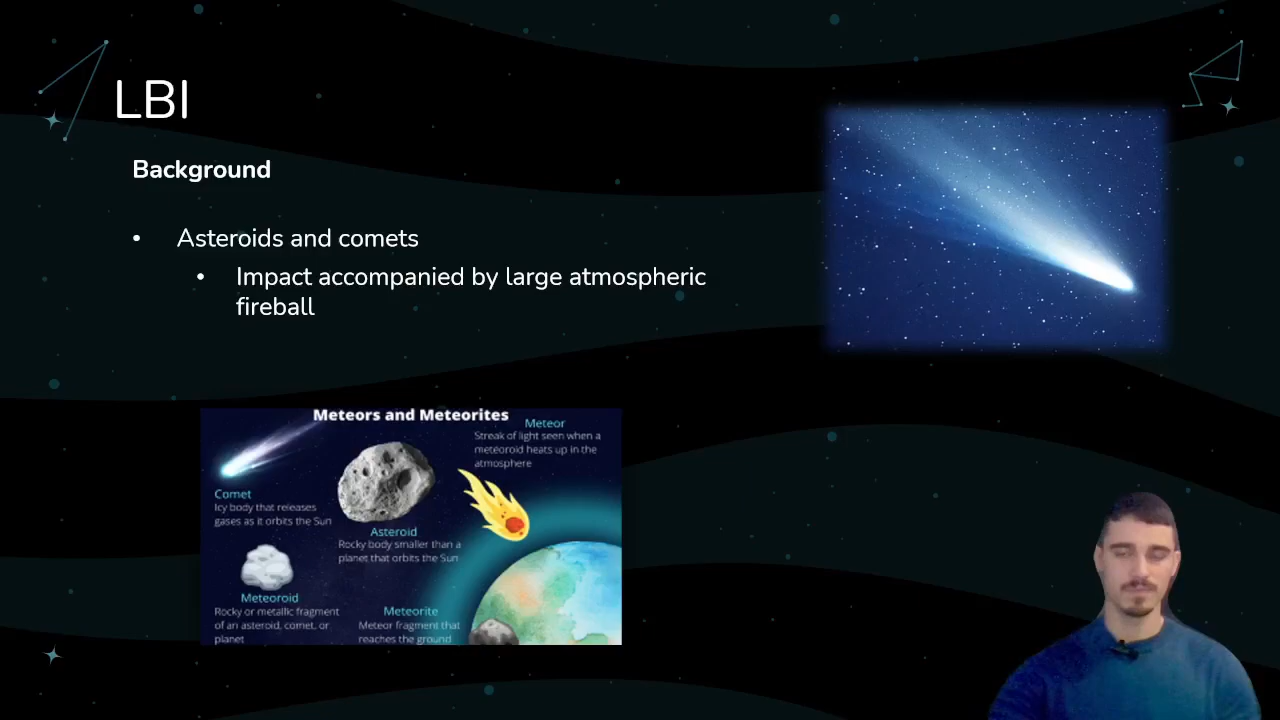 LBI
Background
• Asteroids and comets
• Impact accompanied by large atmospheric
fireball
Meteors and Meteorites
Meteor
Streak of light seen when a
meteoroid heats up in the
atmosphere
Comet
Icy body that releases
gases as it orbits the Sun
Asteroid
Rocky body smaller than a
planet that orbits the Sun
Meteoroid
Rocky or metallic fragment
of an asteroid, comet, or
planet
Meteorite
Meteor fragment that
reaches the ground